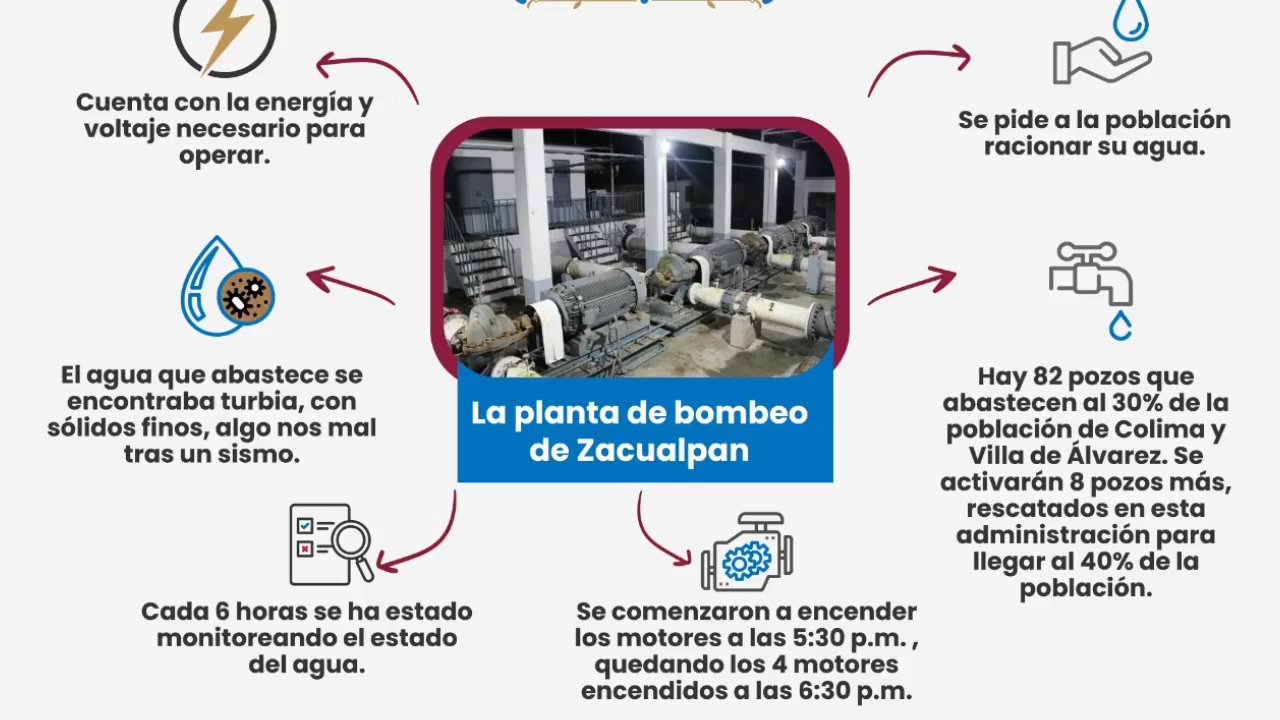 Cuenta con la energía y
voltaje necesario para
operar.
Se pide a la población
racionar su agua.
El agua que abastece se
encontraba turbia, con
sólidos finos, algo nos mal
tras un sismo.
La planta de bombeo
de Zacualpan
Hay 82 pozos que
abastecen al 30% de la
población de Colima y
Villa de Álvarez. Se
activarán 8 pozos más,
rescatados en esta
administración para
llegar al 40% de la
población.
Cada 6 horas se ha estado
monitoreando el estado
del agua.
Se comenzaron a encender
los motores a las 5:30 p.m. ,
quedando los 4 motores
encendidos a las 6:30 p.m.